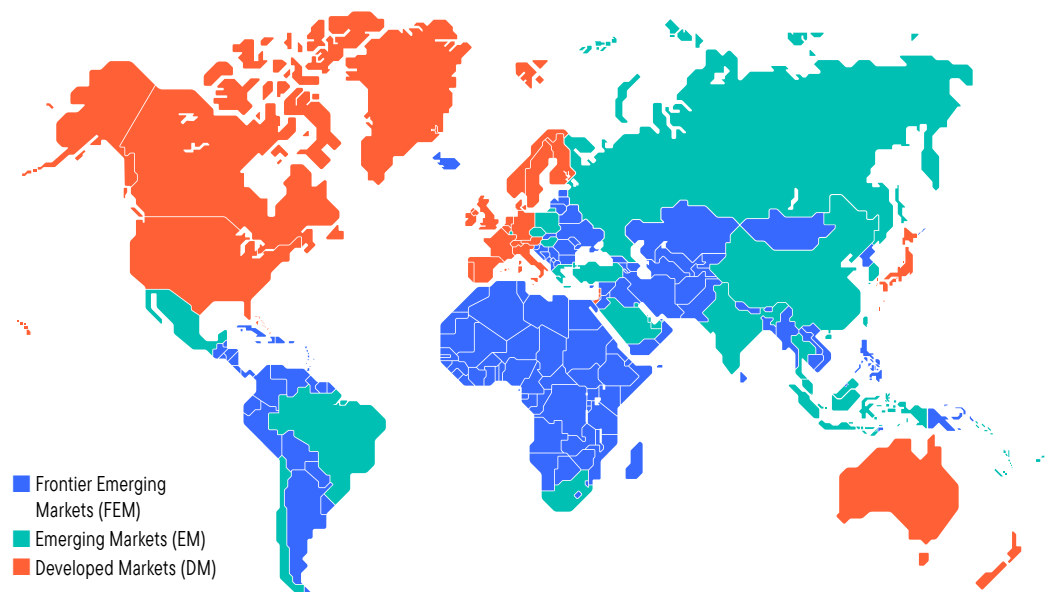 Frontier Emerging
Markets (FEM)
Emerging Markets (EM)
Developed Markets (DM)